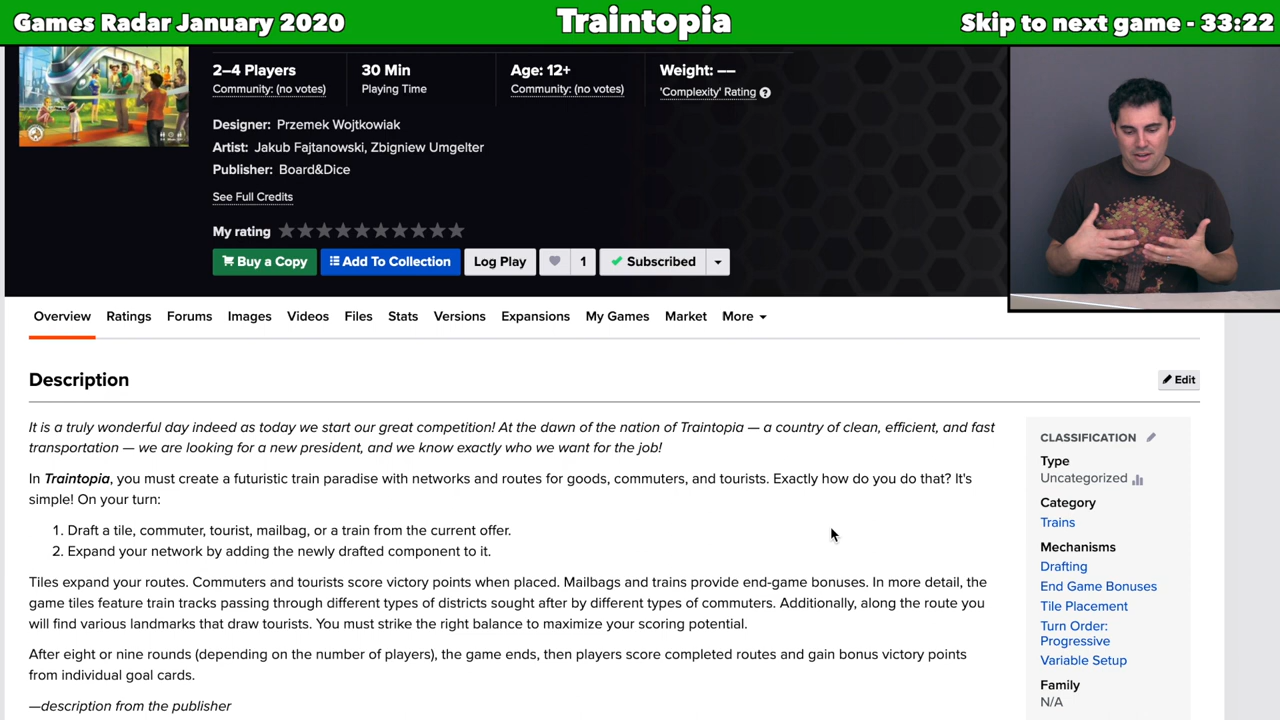 Games Radar January 2020
Traintopia
Skip to next game - 33:22
2–4 Players
Community: (no votes)
30 Min
Playing Time
Age: 12+
Community: (no votes)
Weight: ––
'Complexity' Rating ?
Designer: Przemek Wojtkowiak
Artist: Jakub Fajtanowski, Zbigniew Umgelter
Publisher: Board&Dice
See Full Credits
My rating
Buy a Copy
Add To Collection
Log Play
1
Subscribed
Overview
Ratings
Forums
Images
Videos
Files
Stats
Versions
Expansions
My Games
Market
More
Description
Edit
It is a truly wonderful day indeed as today we start our great competition! At the dawn of the nation of Traintopia — a country of clean, efficient, and fast
transportation — we are looking for a new president, and we know exactly who we want for the job!
In Traintopia, you must create a futuristic train paradise with networks and routes for goods, commuters, and tourists. Exactly how do you do that? It's
simple! On your turn:
1. Draft a tile, commuter, tourist, mailbag, or a train from the current offer.
2. Expand your network by adding the newly drafted component to it.
Tiles expand your routes. Commuters and tourists score victory points when placed. Mailbags and trains provide end-game bonuses. In more detail, the
game tiles feature train tracks passing through different types of districts sought after by different types of commuters. Additionally, along the route you
will find various landmarks that draw tourists. You must strike the right balance to maximize your scoring potential.
After eight or nine rounds (depending on the number of players), the game ends, then players score completed routes and gain bonus victory points
from individual goal cards.
—description from the publisher
CLASSIFICATION
Type
Uncategorized
Category
Trains
Mechanisms
Drafting
End Game Bonuses
Tile Placement
Turn Order:
Progressive
Variable Setup
Family
N/A